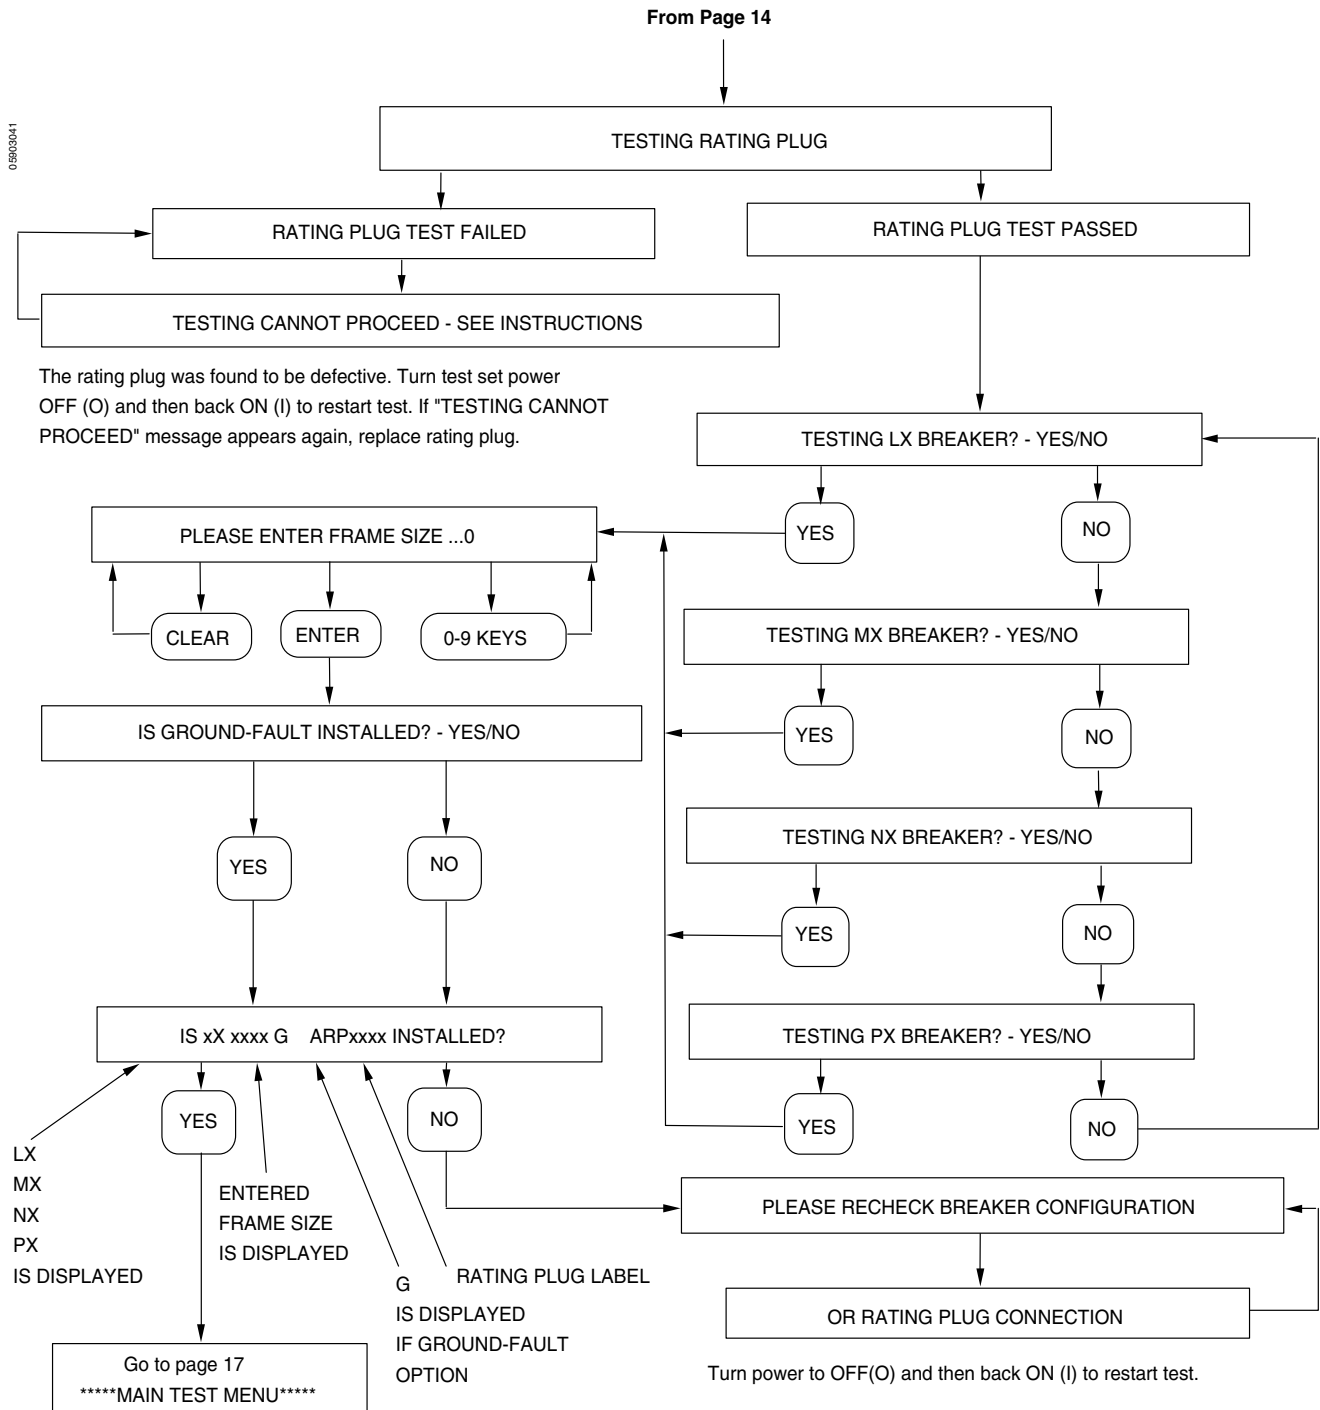 From Page 14
05903041
TESTING RATING PLUG
RATING PLUG TEST FAILED
RATING PLUG TEST PASSED
TESTING CANNOT PROCEED - SEE INSTRUCTIONS
The rating plug was found to be defective. Turn test set power
OFF (O) and then back ON (I) to restart test. If "TESTING CANNOT
PROCEED" message appears again, replace rating plug.
TESTING LX BREAKER? - YES/NO
YES
NO
PLEASE ENTER FRAME SIZE ...0
CLEAR
ENTER
0-9 KEYS
TESTING MX BREAKER? - YES/NO
YES
NO
IS GROUND-FAULT INSTALLED? - YES/NO
YES
NO
TESTING NX BREAKER? - YES/NO
YES
NO
IS xX xxxx G ARPxxxx INSTALLED?
YES
NO
TESTING PX BREAKER? - YES/NO
YES
NO
LX
MX
NX
PX
IS DISPLAYED
ENTERED
FRAME SIZE
IS DISPLAYED
G
IS DISPLAYED
IF GROUND-FAULT
OPTION
RATING PLUG LABEL
PLEASE RECHECK BREAKER CONFIGURATION
OR RATING PLUG CONNECTION
Turn power to OFF(O) and then back ON (I) to restart test.
Go to page 17
*****MAIN TEST MENU*****